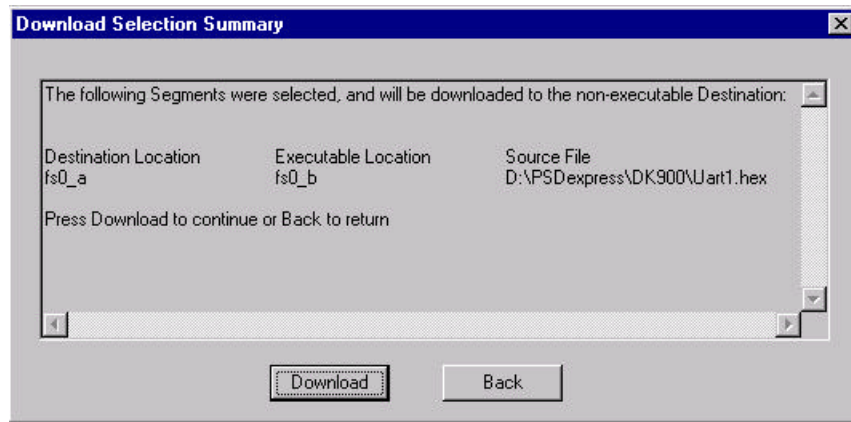 Download Selection Summary
The following Segments were selected, and will be downloaded to the non-executable Destination:
Destination Location Executable Location Source File
fs0_a fs0_b D:\PSDexpress\DK900\Uart1.hex
Press Download to continue or Back to return
Download Back